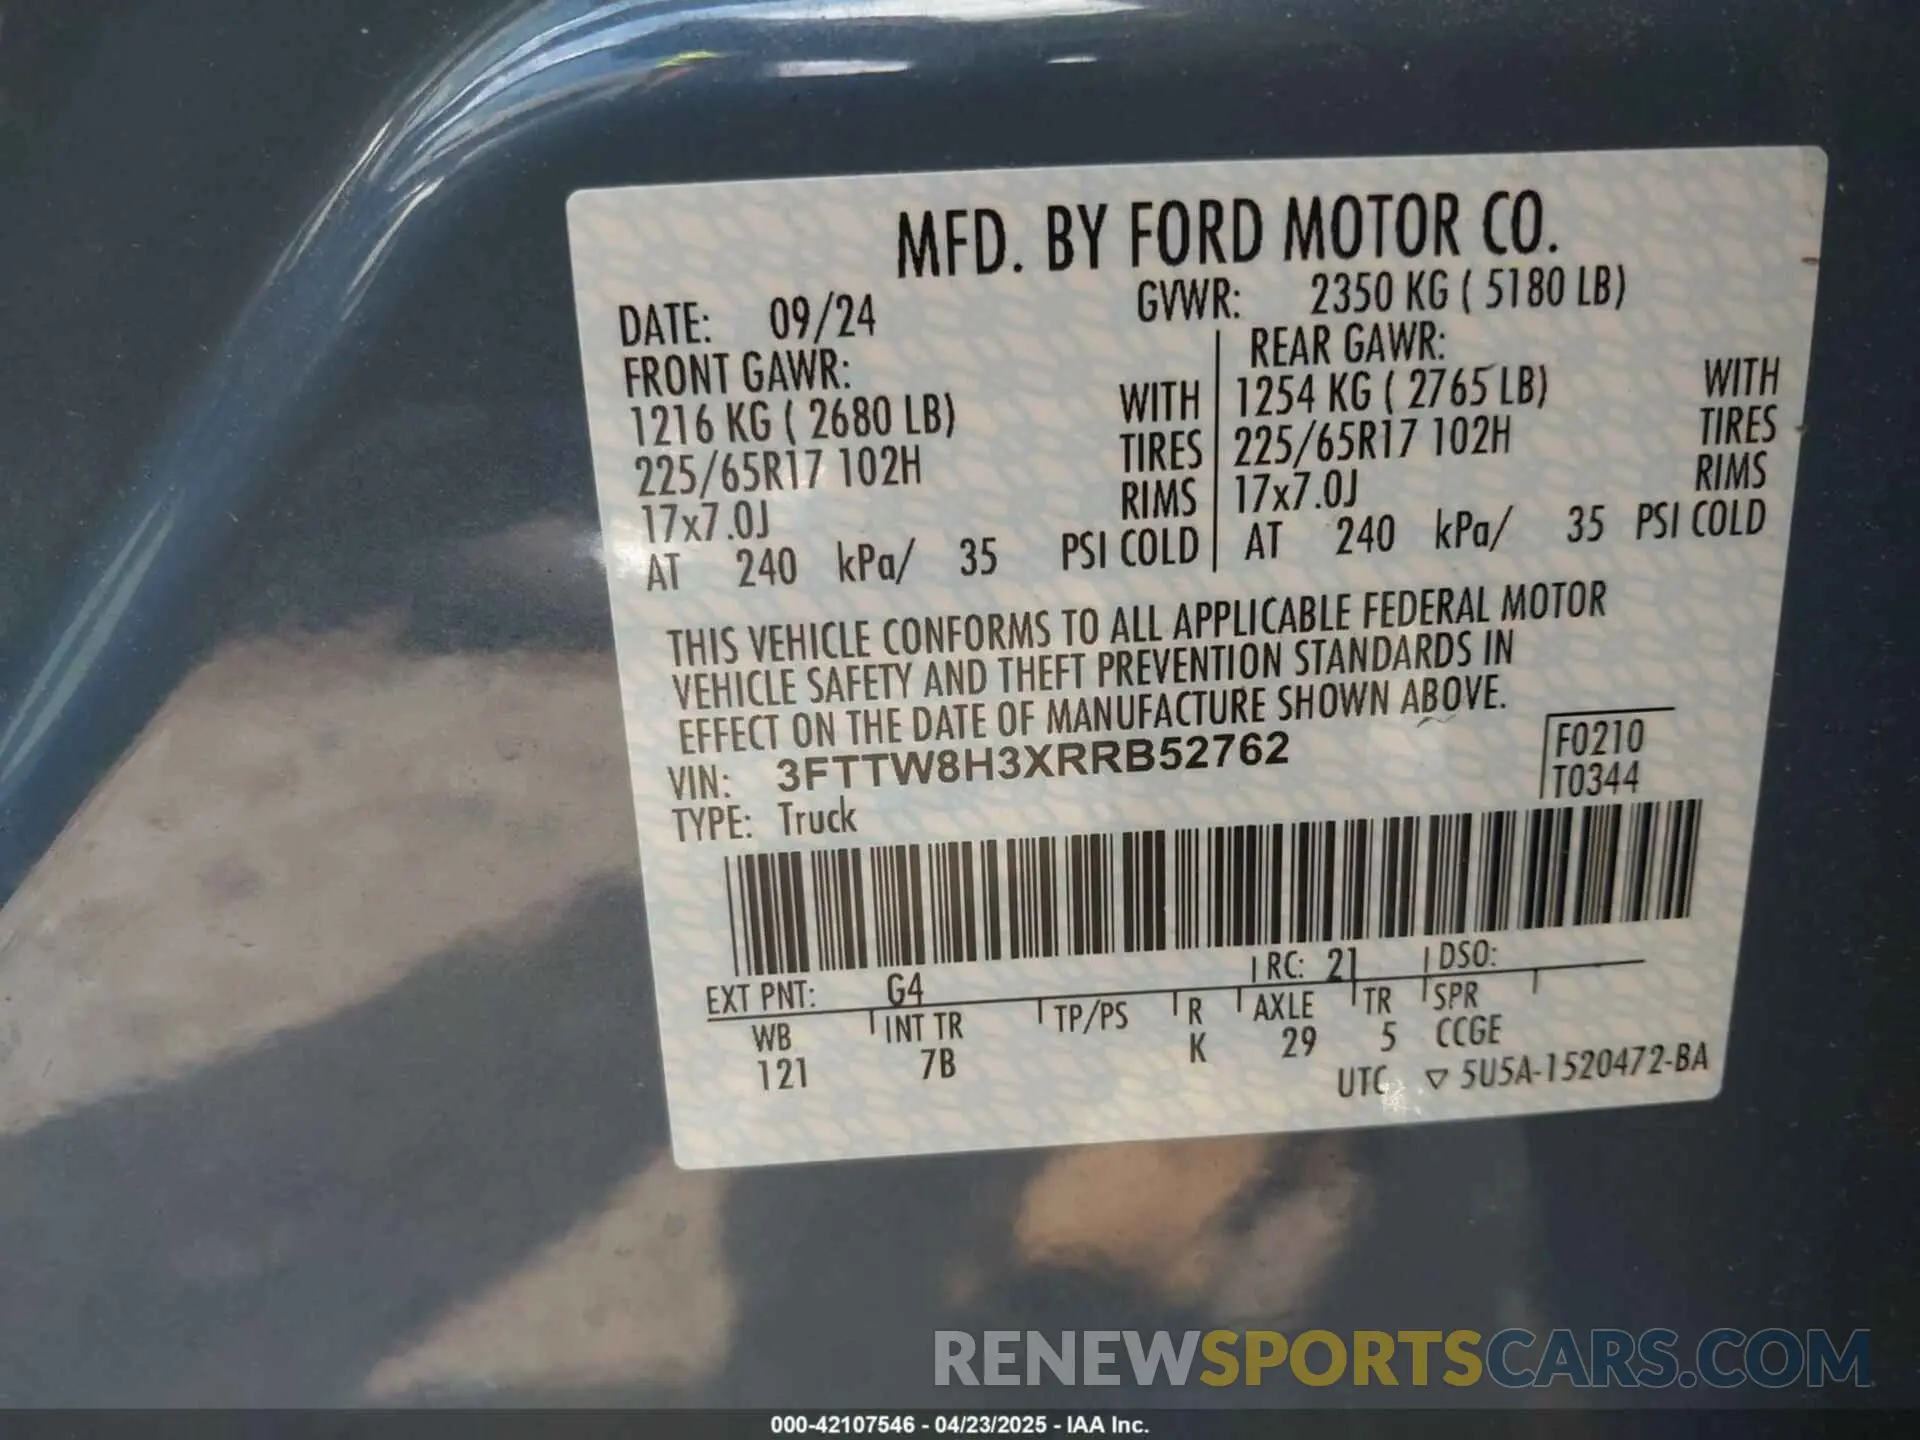 MFD. BY FORD MOTOR CO.
DATE: 09/24 GVWR: 2350 KG ( 5180 LB)
FRONT GAWR: REAR GAWR:
1216 KG ( 2680 LB) WITH 1254 KG ( 2765 LB) WITH
225/65R17 102H TIRES 225/65R17 102H TIRES
17x7.0J RIMS 17x7.0J RIMS
AT 240 kPa/ 35 PSI COLD AT 240 kPa/ 35 PSI COLD
THIS VEHICLE CONFORMS TO ALL APPLICABLE FEDERAL MOTOR
VEHICLE SAFETY AND THEFT PREVENTION STANDARDS IN
EFFECT ON THE DATE OF MANUFACTURE SHOWN ABOVE.
VIN: 3FTTW8H3XRRB52762 F0210
TYPE: Truck T0344
EXT PNT: G4 RC: 21 DSO:
WB INT TR TP/PS R AXLE TR SPR
121 7B K 29 5 CCGE
UTC ▽ 5U5A-1520472-BA
RENEWSPORTSCARS.COM
000-42107546 - 04/23/2025 - IAA Inc.